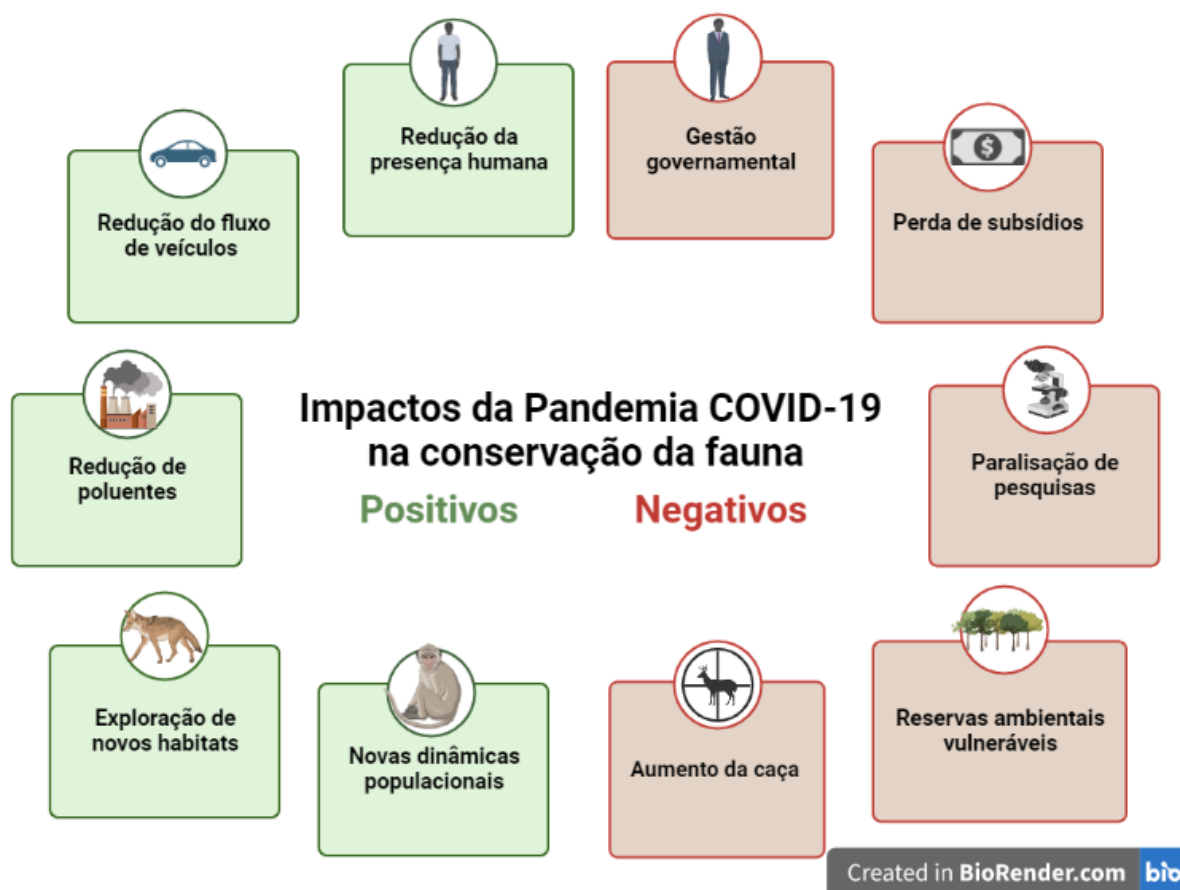 Redução da
presença humana
Gestão
governamental
Redução do fluxo
de veículos
Perda de subsídios
Impactos da Pandemia COVID-19
na conservação da fauna
Positivos
Negativos
Redução de
poluentes
Paralisação de
pesquisas
Exploração de
novos habitats
Novas dinâmicas
populacionais
Aumento da caça
Reservas ambientais
vulneráveis
Created in BioRender.com
bio